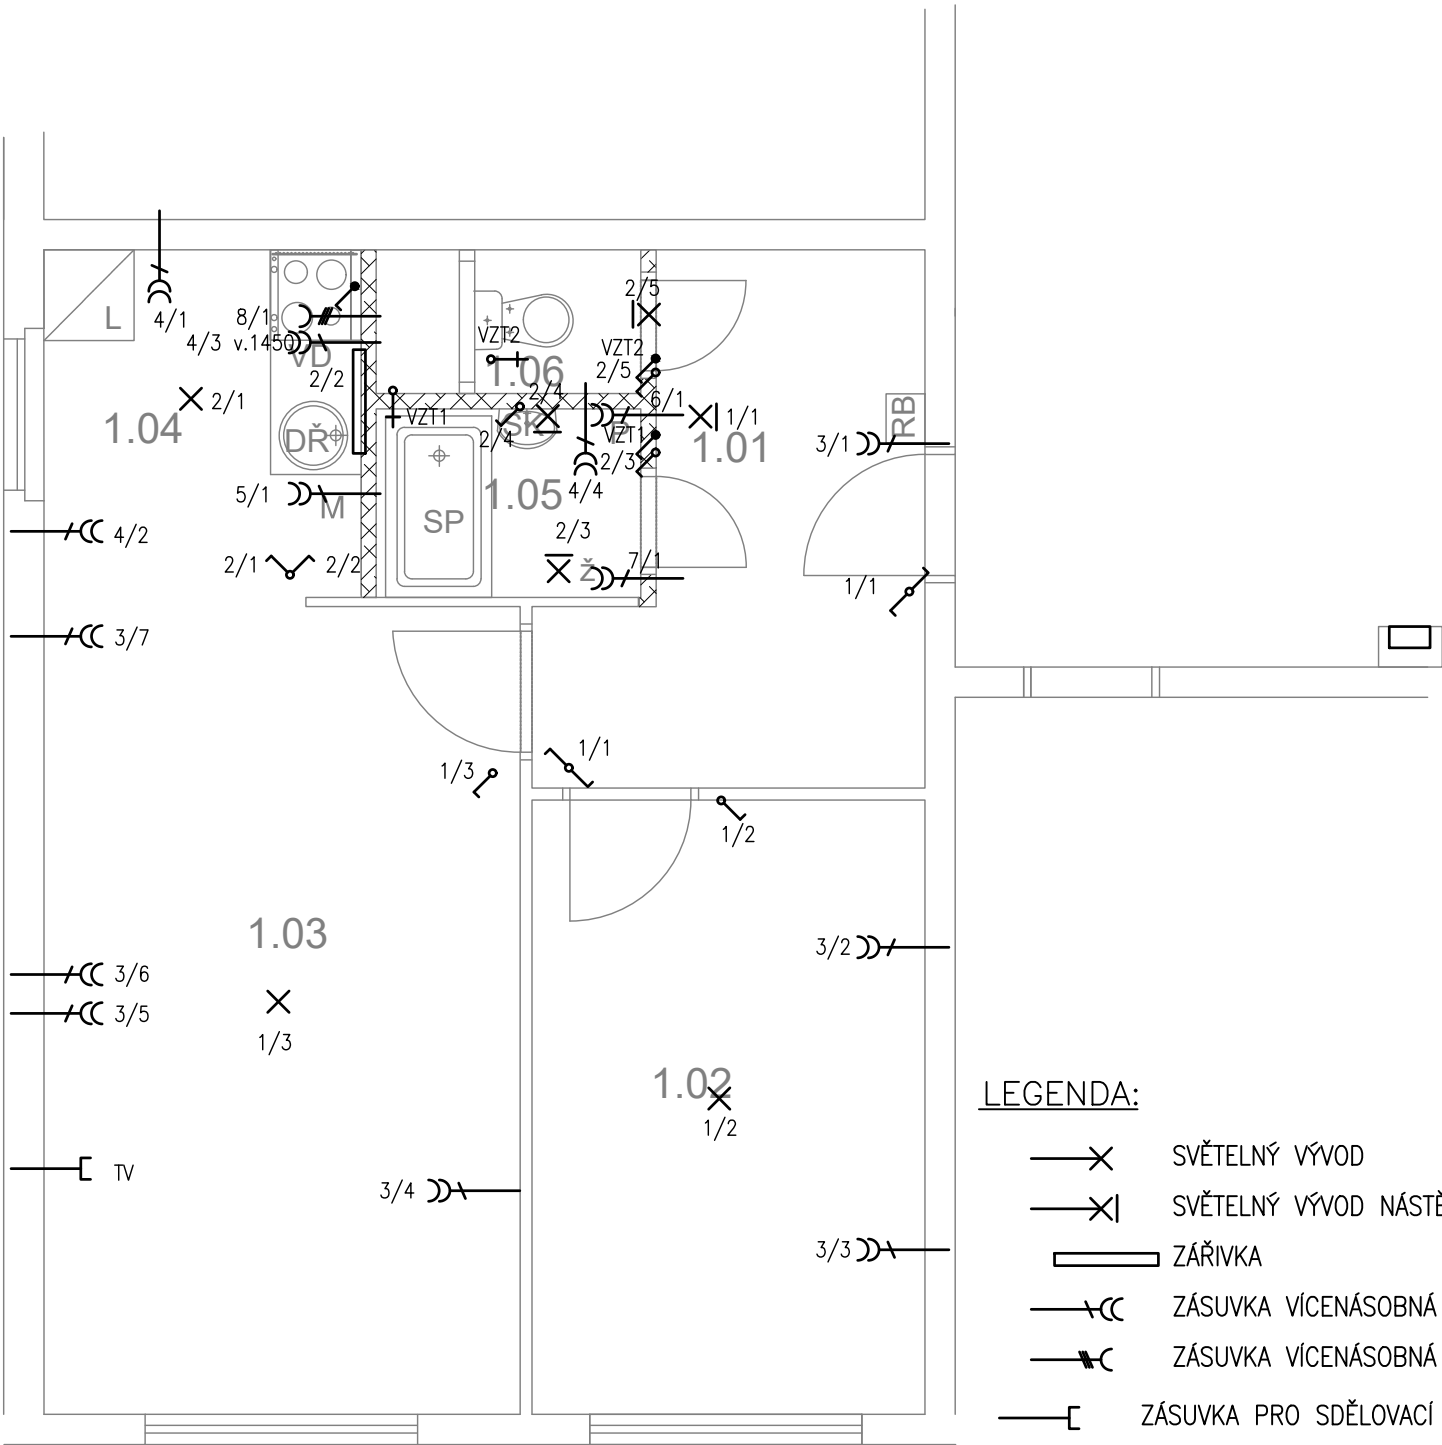 2/5
L
4/1
8/1
4/3 v.1450
VD
VZT2
VZT2
2/5
1.06
2/2
2/4
6/1
2/1
1.04
VZT1
1/1
RB
SK
2/4
VZT1
P
1.01
3/1
DŘ
2/3
5/1
M
1.05
4/4
SP
4/2
2/3
2/1
2/2
Ž
7/1
1/1
3/7
1/3
1/1
1/2
1.03
3/2
3/6
3/5
1/3
1.02
1/2
TV
3/4
3/3
LEGENDA:
SVĚTELNÝ VÝVOD
SVĚTELNÝ VÝVOD
ZÁŘIVKA
ZÁSUVKA VÍCENÁSOBNÁ
ZÁSUVKA VÍCENÁSOBNÁ
ZÁSUVKA PRO SDĚLOVACÍ